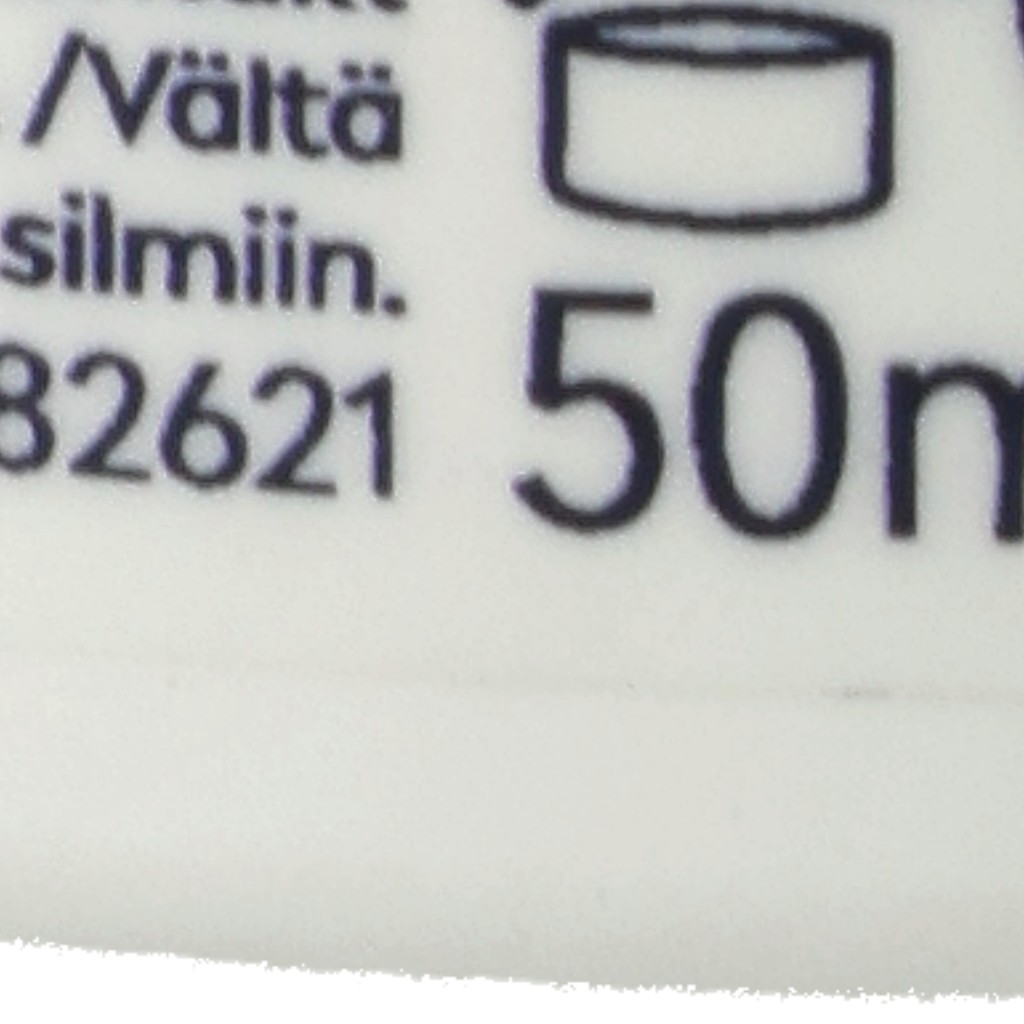 /Vältä
silmiin.
82621
50m